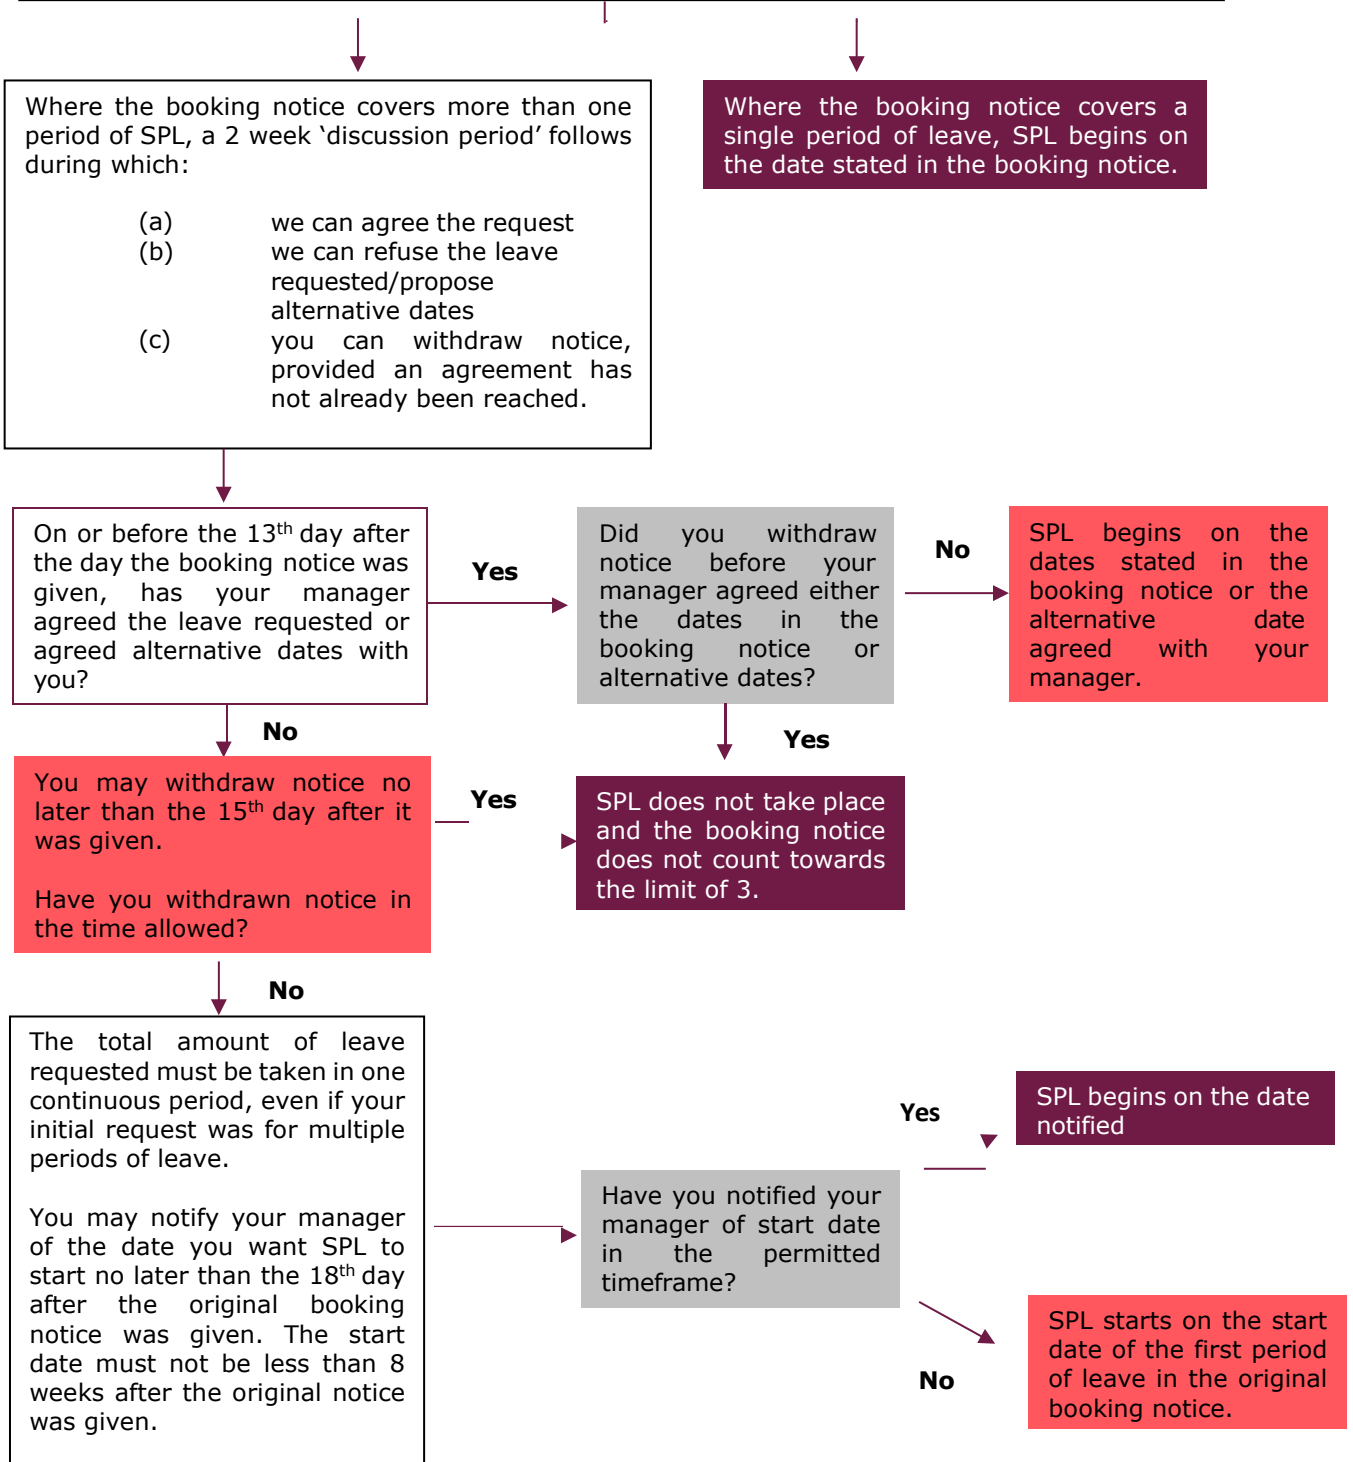 Where the booking notice covers more than one
period of SPL, a 2 week ‘discussion period’ follows
during which:
(a) we can agree the request
(b) we can refuse the leave
requested/propose
alternative dates
(c) you can withdraw notice,
provided an agreement has
not already been reached.
Where the booking notice covers a
single period of leave, SPL begins on
the date stated in the booking notice.
On or before the 13th day after
the day the booking notice was
given, has your manager
agreed the leave requested or
agreed alternative dates with
you?
Yes
Did you withdraw
notice before your
manager agreed either
the dates in the
booking notice or
alternative dates?
No
SPL begins on the
dates stated in the
booking notice or the
alternative date
agreed with your
manager.
No
Yes
You may withdraw notice no
later than the 15th day after it
was given.
Have you withdrawn notice in
the time allowed?
Yes
SPL does not take place
and the booking notice
does not count towards
the limit of 3.
No
The total amount of leave
requested must be taken in one
continuous period, even if your
initial request was for multiple
periods of leave.
You may notify your manager
of the date you want SPL to
start no later than the 18th day
after the original booking
notice was given. The start
date must not be less than 8
weeks after the original notice
was given.
Have you notified your
manager of start date
in the permitted
timeframe?
Yes
SPL begins on the date
notified
No
SPL starts on the start
date of the first period
of leave in the original
booking notice.